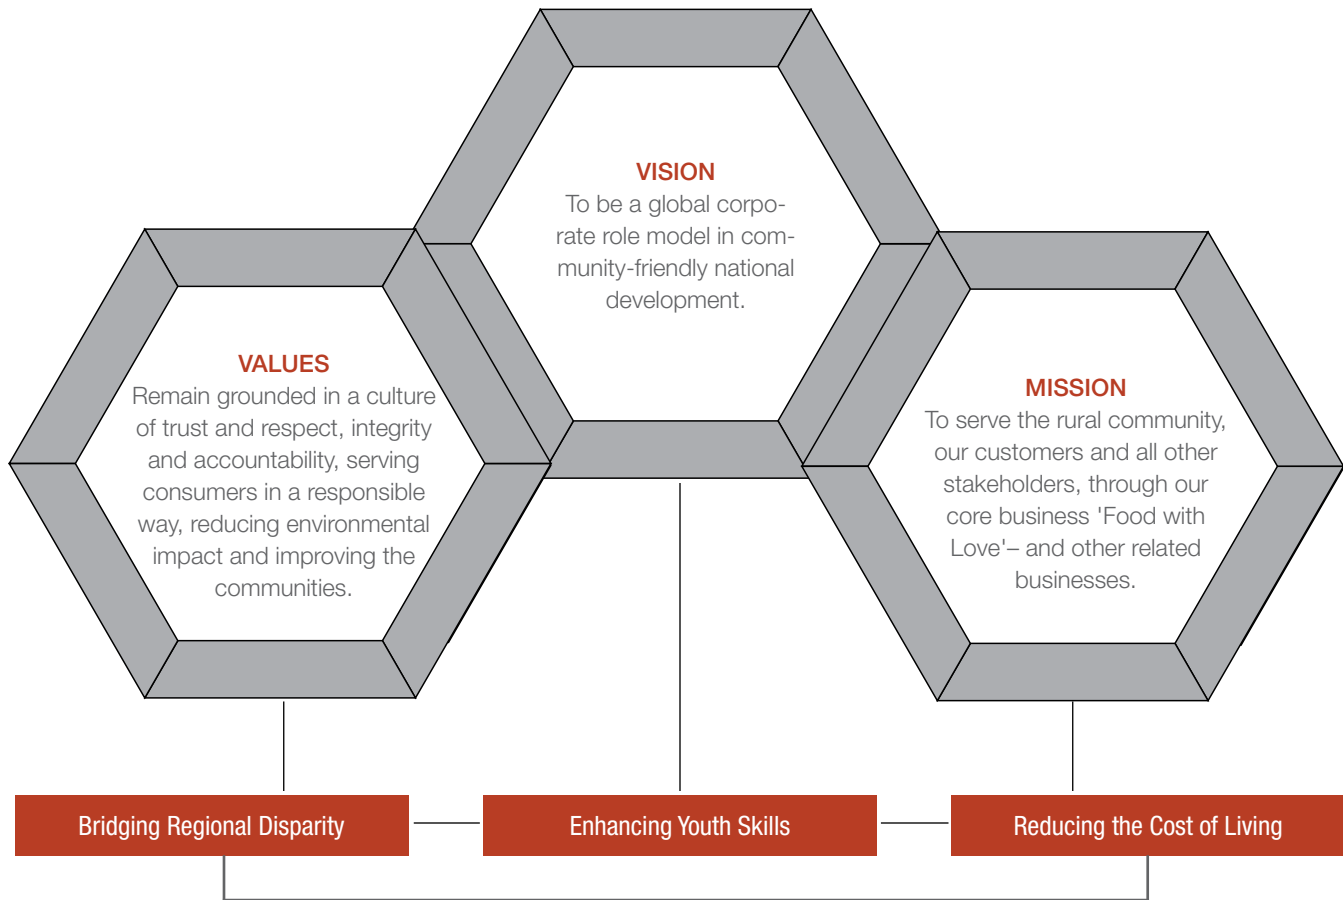 VISION
To be a global corpo-
rate role model in com-
munity-friendly national
development.
VALUES
Remain grounded in a culture
of trust and respect, integrity
and accountability, serving
consumers in a responsible
way, reducing environmental
impact and improving the
communities.
MISSION
To serve the rural community,
our customers and all other
stakeholders, through our
core business 'Food with
Love'– and other related
businesses.
Bridging Regional Disparity
Enhancing Youth Skills
Reducing the Cost of Living